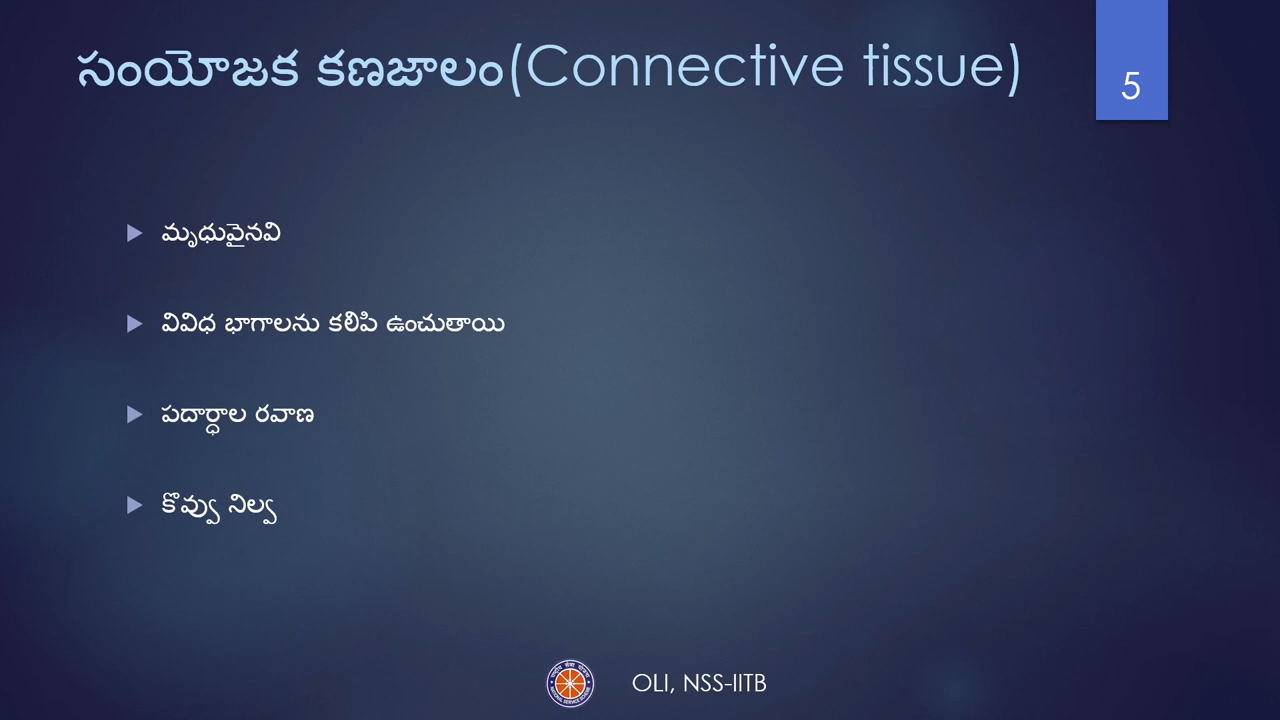 సంయోజక కణజాలం(Connective tissue)
5
మృధువైనవి
వివిధ భాగాలను కలిపి ఉంచుతాయి
పదార్ధాల రవాణ
కొవ్వు నిల్వ
OLI, NSS-IITB